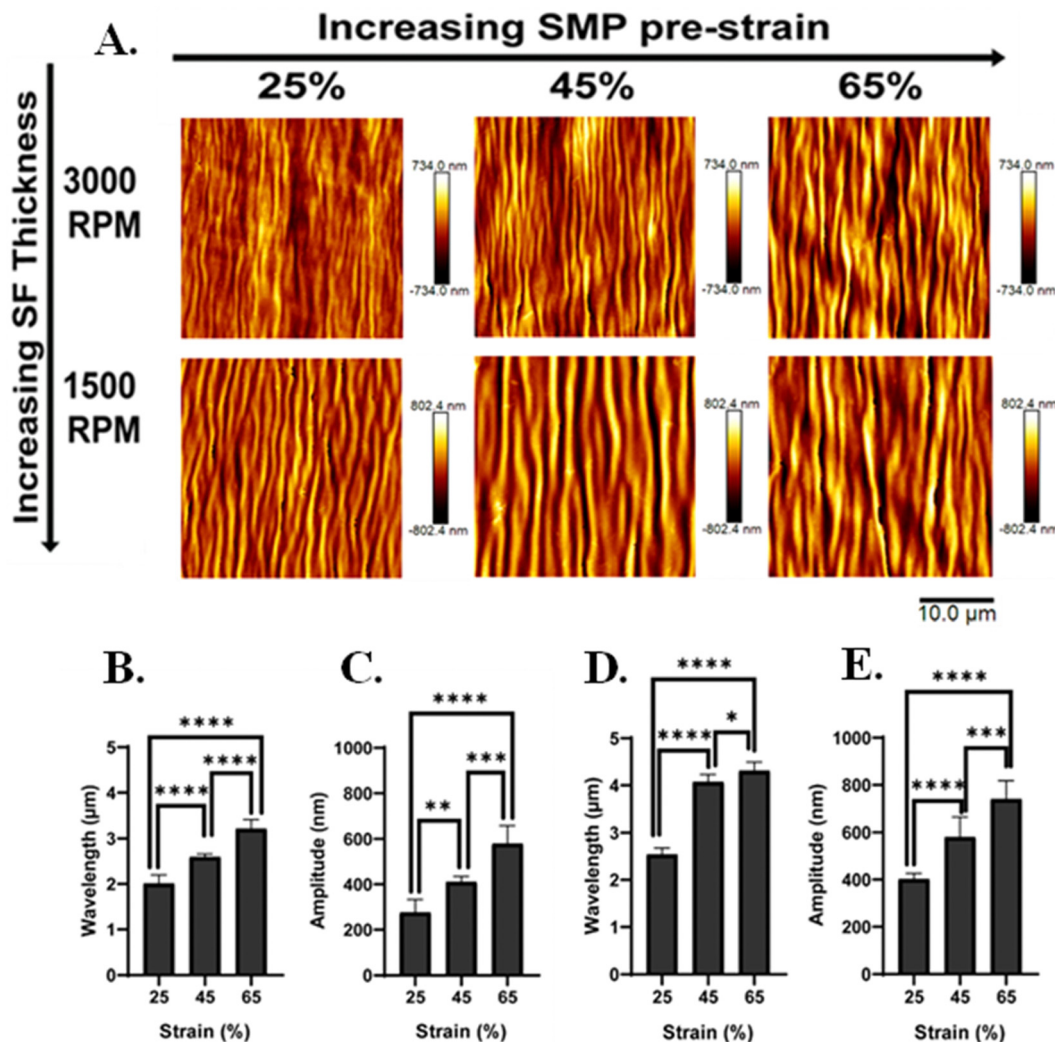 A.
Increasing SMP pre-strain
25% 45% 65%
Increasing SF Thickness
3000
RPM
734.0 nm
-734.0 nm
734.0 nm
-734.0 nm
734.0 nm
-734.0 nm
1500
RPM
802.4 nm
-802.4 nm
802.4 nm
-802.4 nm
802.4 nm
-802.4 nm
10.0 µm
B.
****
****
****
Wavelength (µm)
5
4
3
2
1
0
25 45 65
Strain (%)
C.
****
***
**
Amplitude (nm)
1000
800
600
400
200
0
25 45 65
Strain (%)
D.
****
*
****
Wavelength (µm)
5
4
3
2
1
0
25 45 65
Strain (%)
E.
****
***
****
Amplitude (nm)
1000
800
600
400
200
0
25 45 65
Strain (%)